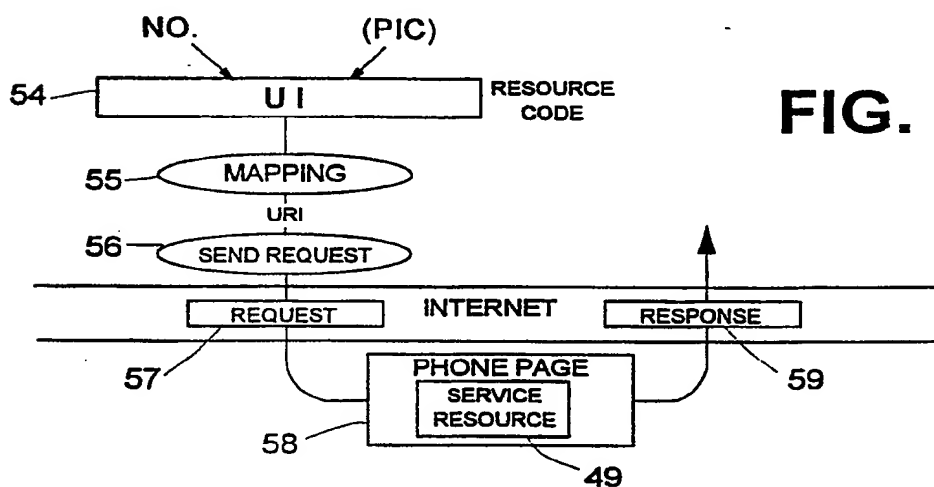 NO. (PIC)
54 U I RESOURCE CODE
FIG.
55 MAPPING
URI
56 SEND REQUEST
INTERNET
REQUEST RESPONSE
57 59
PHONE PAGE
SERVICE
RESOURCE
58
49